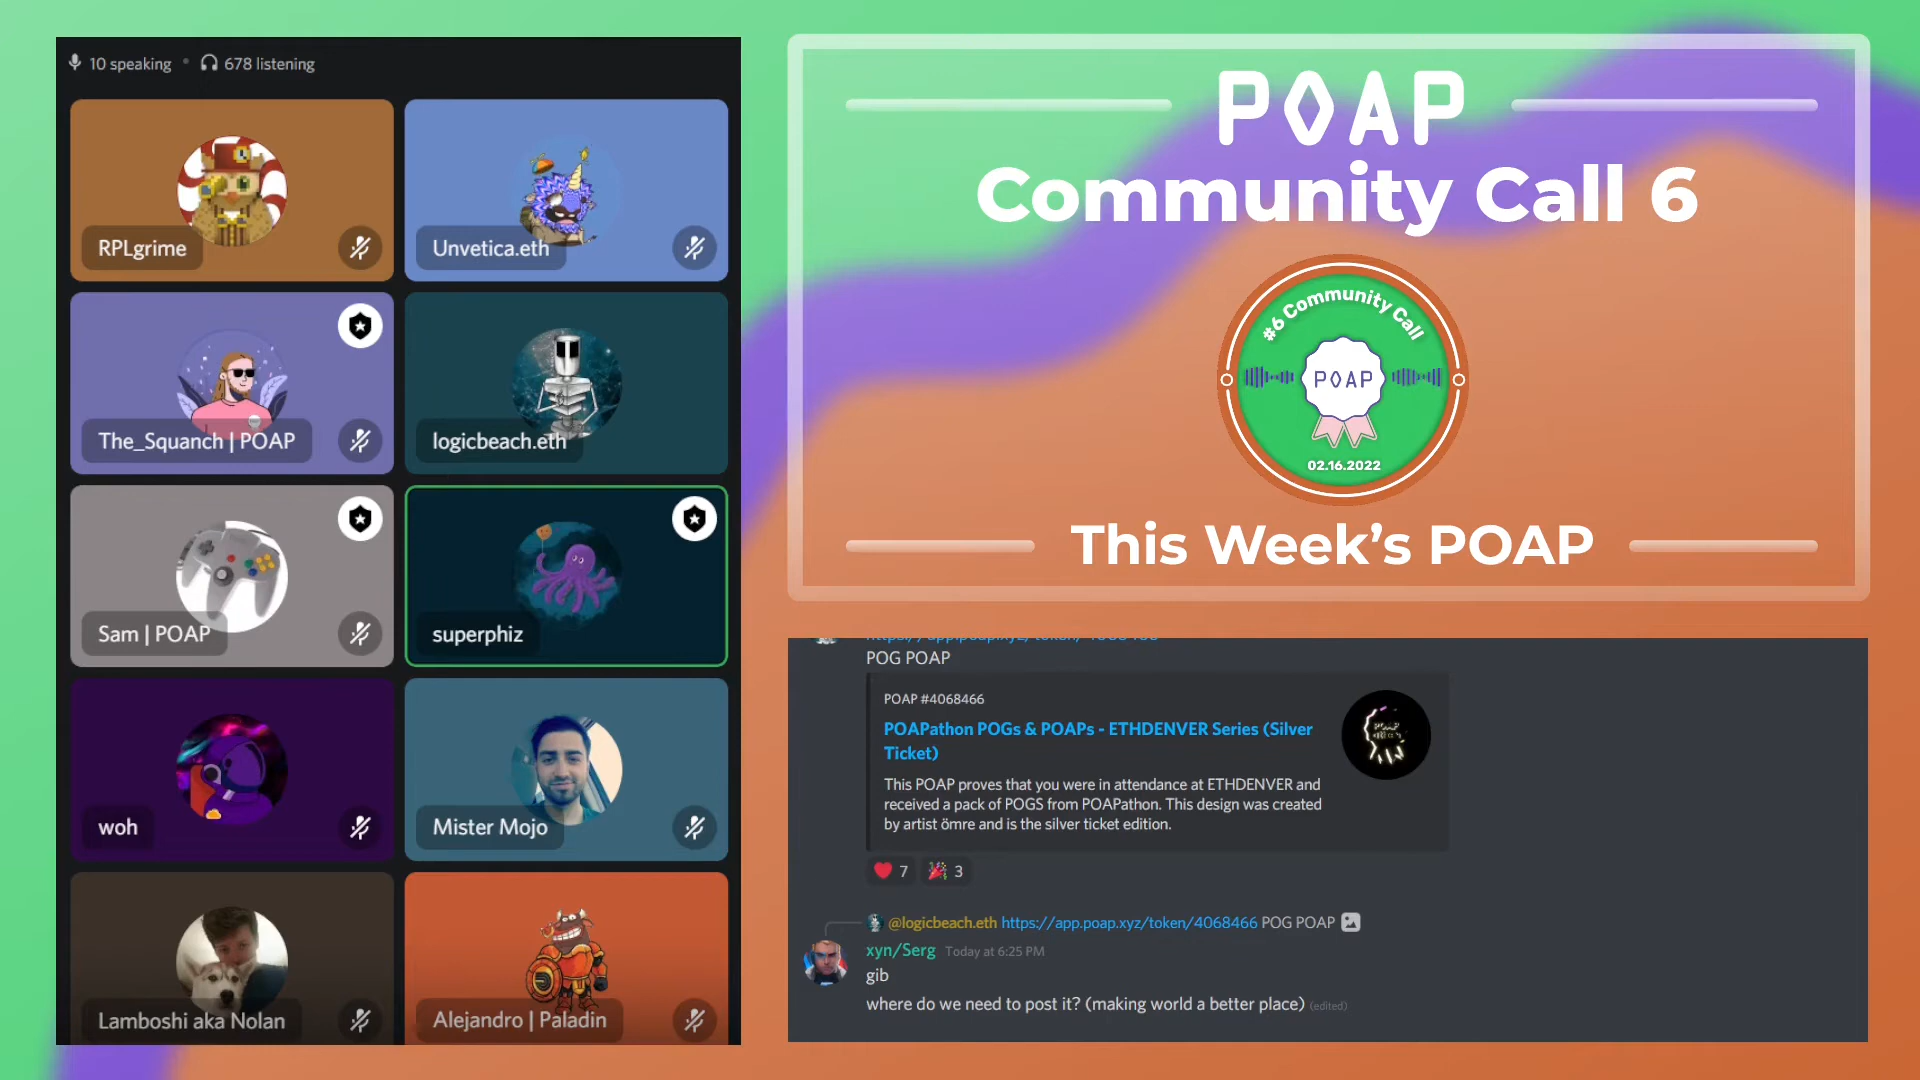 10 speaking • 678 listening
RPLgrime
Unvetica.eth
The_Squanch | POAP
logicbeach.eth
Sam | POAP
superphiz
woh
Mister Mojo
Lamboshi aka Nolan
Alejandro | Paladin
POAP
Community Call 6
#6 Community Call
POAP
02.16.2022
This Week's POAP
POG POAP
POAP #4068466
POAPathon POGs & POAPs - ETHDENVER Series (Silver
Ticket)
This POAP proves that you were in attendance at ETHDENVER and
received a pack of POGS from POAPathon. This design was created
by artist ömre and is the silver ticket edition.
7 3
@logicbeach.eth https://app.poap.xyz/token/4068466 POG POAP
xyn/Serg Today at 6:25 PM
gib
where do we need to post it? (making world a better place) (edited)